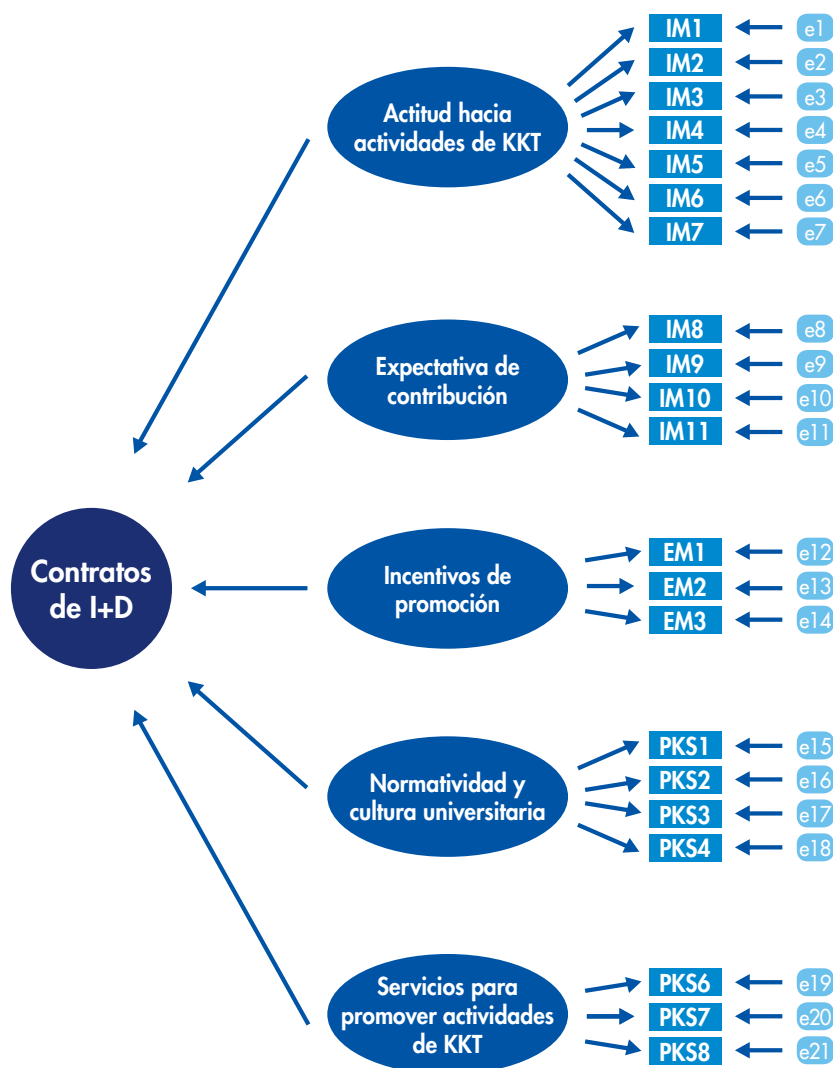 IM1
e1
IM2
e2
IM3
e3
IM4
e4
IM5
e5
IM6
e6
IM7
e7
Actitud hacia
actividades de KKT
IM8
e8
IM9
e9
IM10
e10
IM11
e11
Expectativa de
contribución
Contratos
de I+D
EM1
e12
EM2
e13
EM3
e14
Incentivos de
promoción
PKS1
e15
PKS2
e16
PKS3
e17
PKS4
e18
Normatividad y
cultura universitaria
PKS6
e19
PKS7
e20
PKS8
e21
Servicios para
promover actividades
de KKT